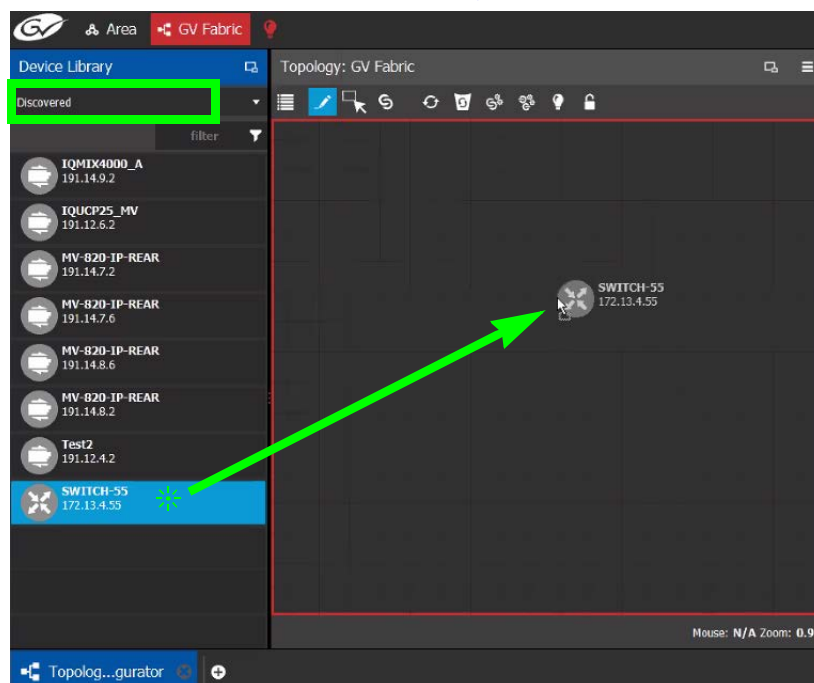 GV
Area
GV Fabric
Device Library
Topology: GV Fabric
Discovered
filter
IQMIX4000_A
191.14.9.2
IQUCP25_MV
191.12.6.2
MV-820-IP-REAR
191.14.7.2
MV-820-IP-REAR
191.14.7.6
MV-820-IP-REAR
191.14.8.6
MV-820-IP-REAR
191.14.8.2
Test2
191.12.4.2
SWITCH-55
172.13.4.55
SWITCH-55
172.13.4.55
Mouse: N/A Zoom: 0.9
Topolog...gurator